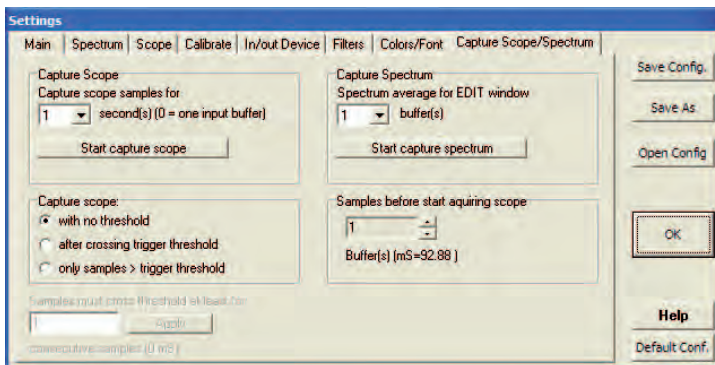 Settings
Main Spectrum Scope Calibrate In/out Device Filters Colors/Font Capture Scope/Spectrum
Capture Scope
Capture scope samples for
1 second(s) (0 = one input buffer)
Start capture scope
Capture Spectrum
Spectrum average for EDIT window
1 buffer(s)
Start capture spectrum
Capture scope:
with no threshold
after crossing trigger threshold
only samples > trigger threshold
Samples before start aquiring scope
1
Buffer(s) (mS=92.88 )
Samples must cross threshold at least for
1 Apply
consecutive samples (0 mS )
Save Config.
Save As
Open Config
OK
Help
Default Conf.